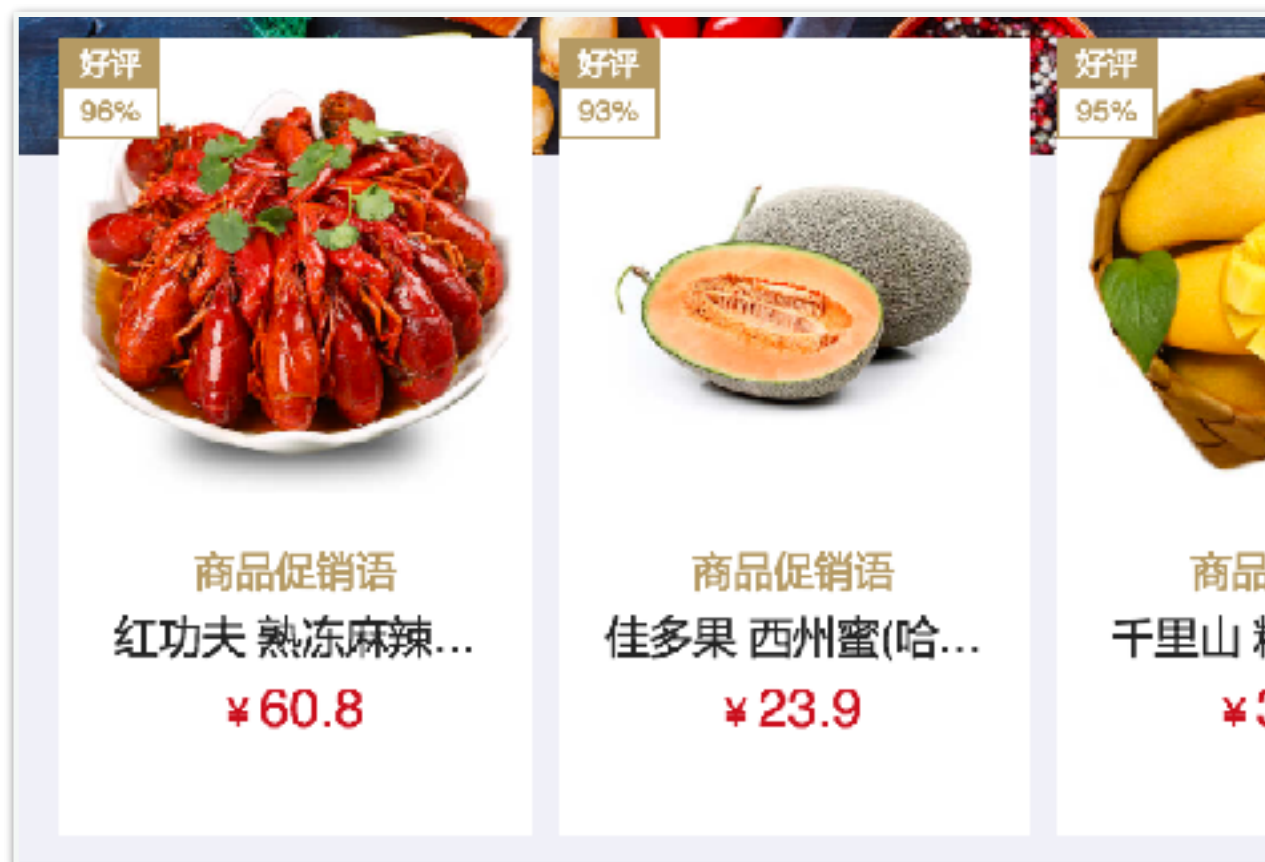 好评
96%
商品促销语
红功夫 熟冻麻辣...
¥60.8
好评
93%
商品促销语
佳多果 西州蜜(哈...
¥23.9
好评
95%
商品
千里山
¥